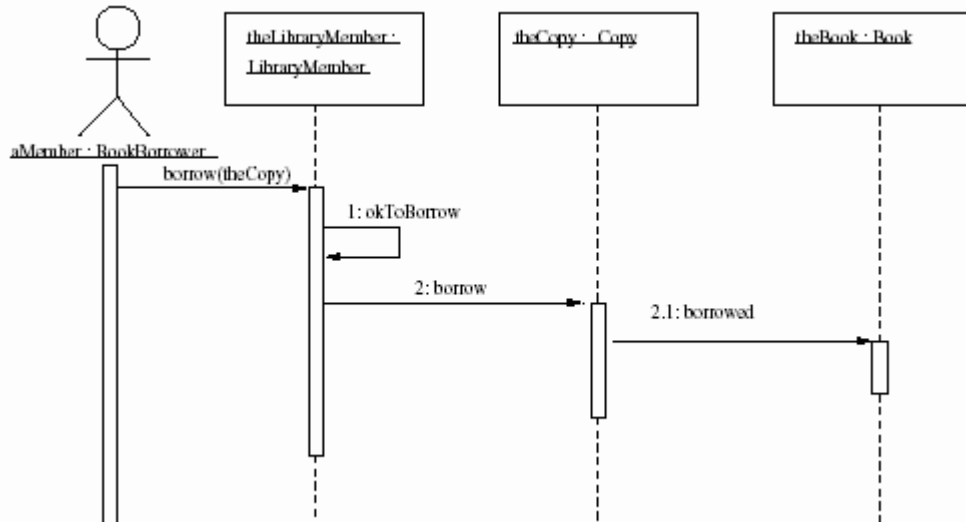 theLibraryMember :
LibraryMember
theCopy : Copy
theBook : Book
aMember : BookBorrower
borrow(theCopy)
1: okToBorrow
2: borrow
2.1: borrowed